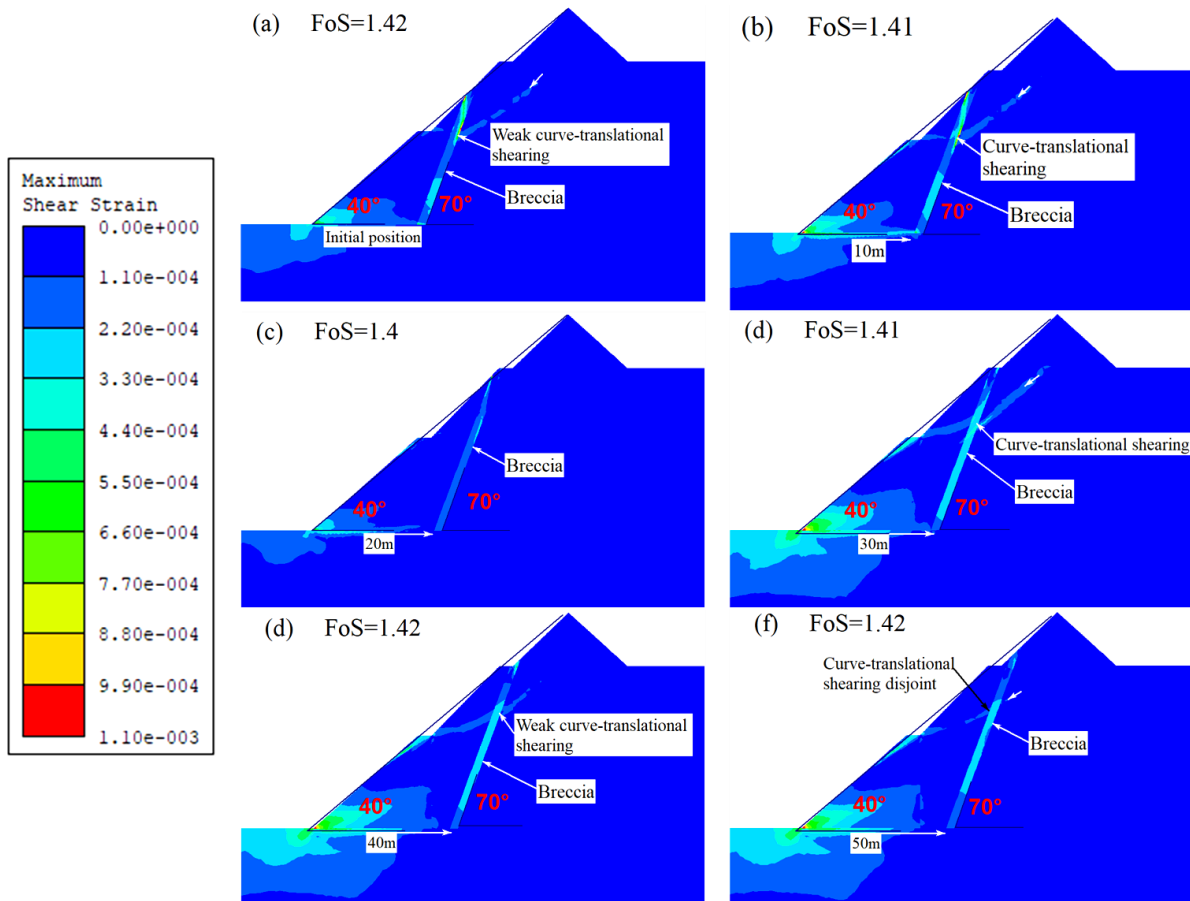 (a) FoS=1.42
Weak curve-translational
shearing
Breccia
40°
70°
Initial position
(b) FoS=1.41
Curve-translational
shearing
Breccia
40°
70°
10m
Maximum
Shear Strain
0.00e+000
1.10e-004
2.20e-004
3.30e-004
4.40e-004
5.50e-004
6.60e-004
7.70e-004
8.80e-004
9.90e-004
1.10e-003
(c) FoS=1.4
Breccia
40°
70°
20m
(d) FoS=1.41
Curve-translational shearing
Breccia
40°
70°
30m
(d) FoS=1.42
Weak curve-translational
shearing
Breccia
40°
70°
40m
(f) FoS=1.42
Curve-translational
shearing disjoint
Breccia
40°
70°
50m